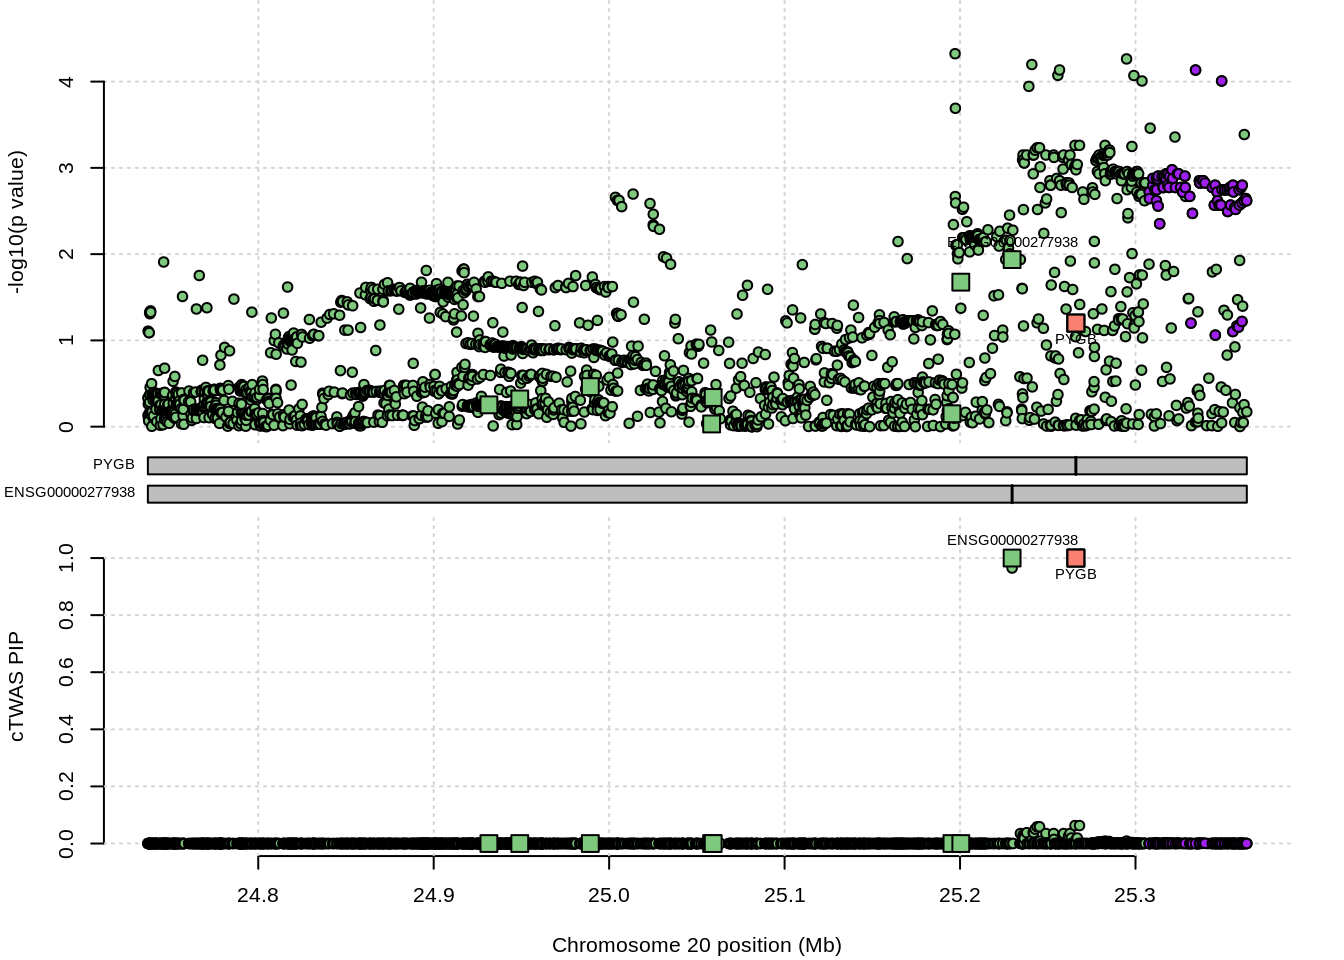 4
3
2
1
0
-log10(p value)
ENSG00000277938
PYGB
PYGB
ENSG00000277938
1.0
0.8
0.6
0.4
0.2
0.0
cTWAS PIP
ENSG00000277938
PYGB
24.8 24.9 25.0 25.1 25.2 25.3
Chromosome 20 position (Mb)